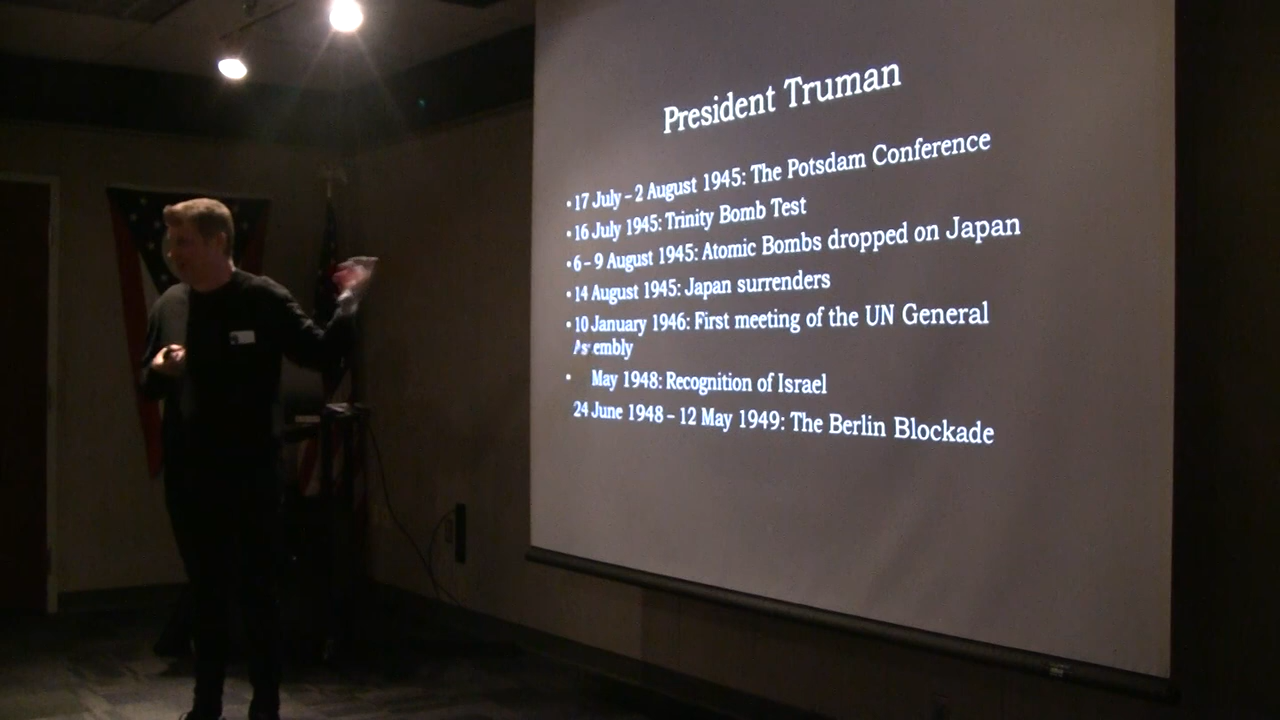 President Truman
• 17 July – 2 August 1945: The Potsdam Conference
• 16 July 1945: Trinity Bomb Test
• 6 – 9 August 1945: Atomic Bombs dropped on Japan
• 14 August 1945: Japan surrenders
• 10 January 1946: First meeting of the UN General
Assembly
• May 1948: Recognition of Israel
24 June 1948 – 12 May 1949: The Berlin Blockade